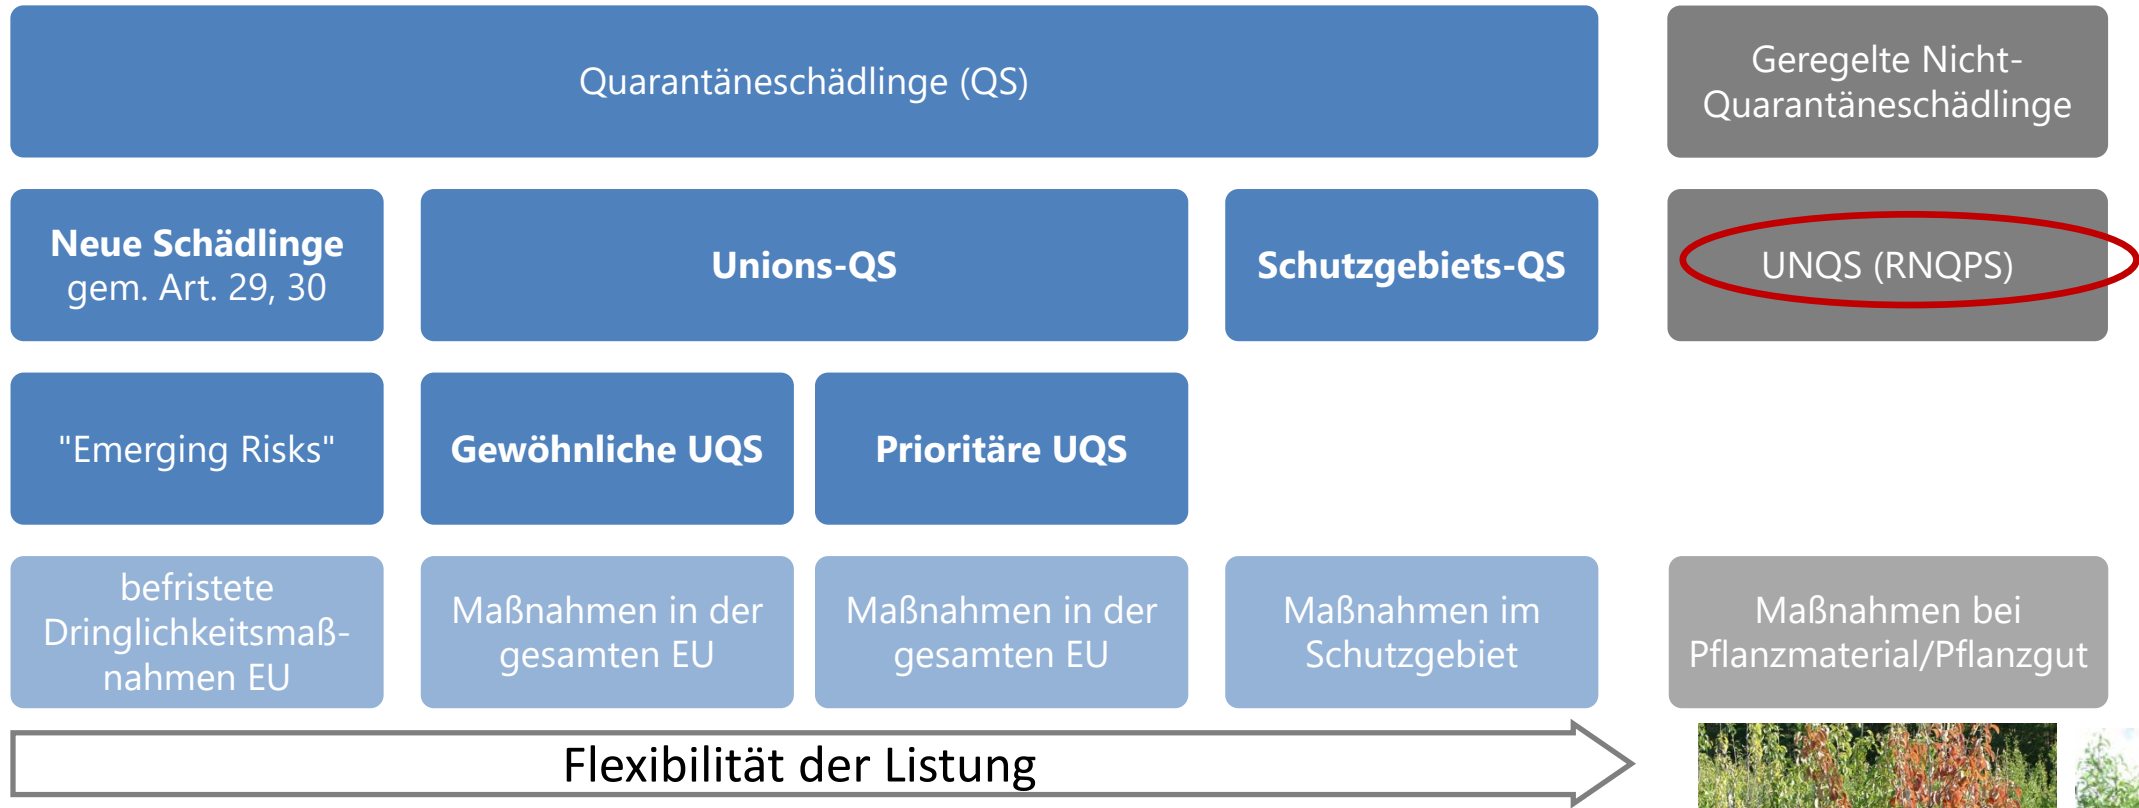 Quarantäneschädlinge (QS)
Geregelte Nicht-
Quarantäneschädlinge
Neue Schädlinge
gem. Art. 29, 30
Unions-QS
Schutzgebiets-QS
UNQS (RNQPS)
"Emerging Risks"
Gewöhnliche UQS
Prioritäre UQS
befristete
Dringlichkeitsmaß-
nahmen EU
Maßnahmen in der
gesamten EU
Maßnahmen in der
gesamten EU
Maßnahmen im
Schutzgebiet
Maßnahmen bei
Pflanzmaterial/Pflanzgut
Flexibilität der Listung